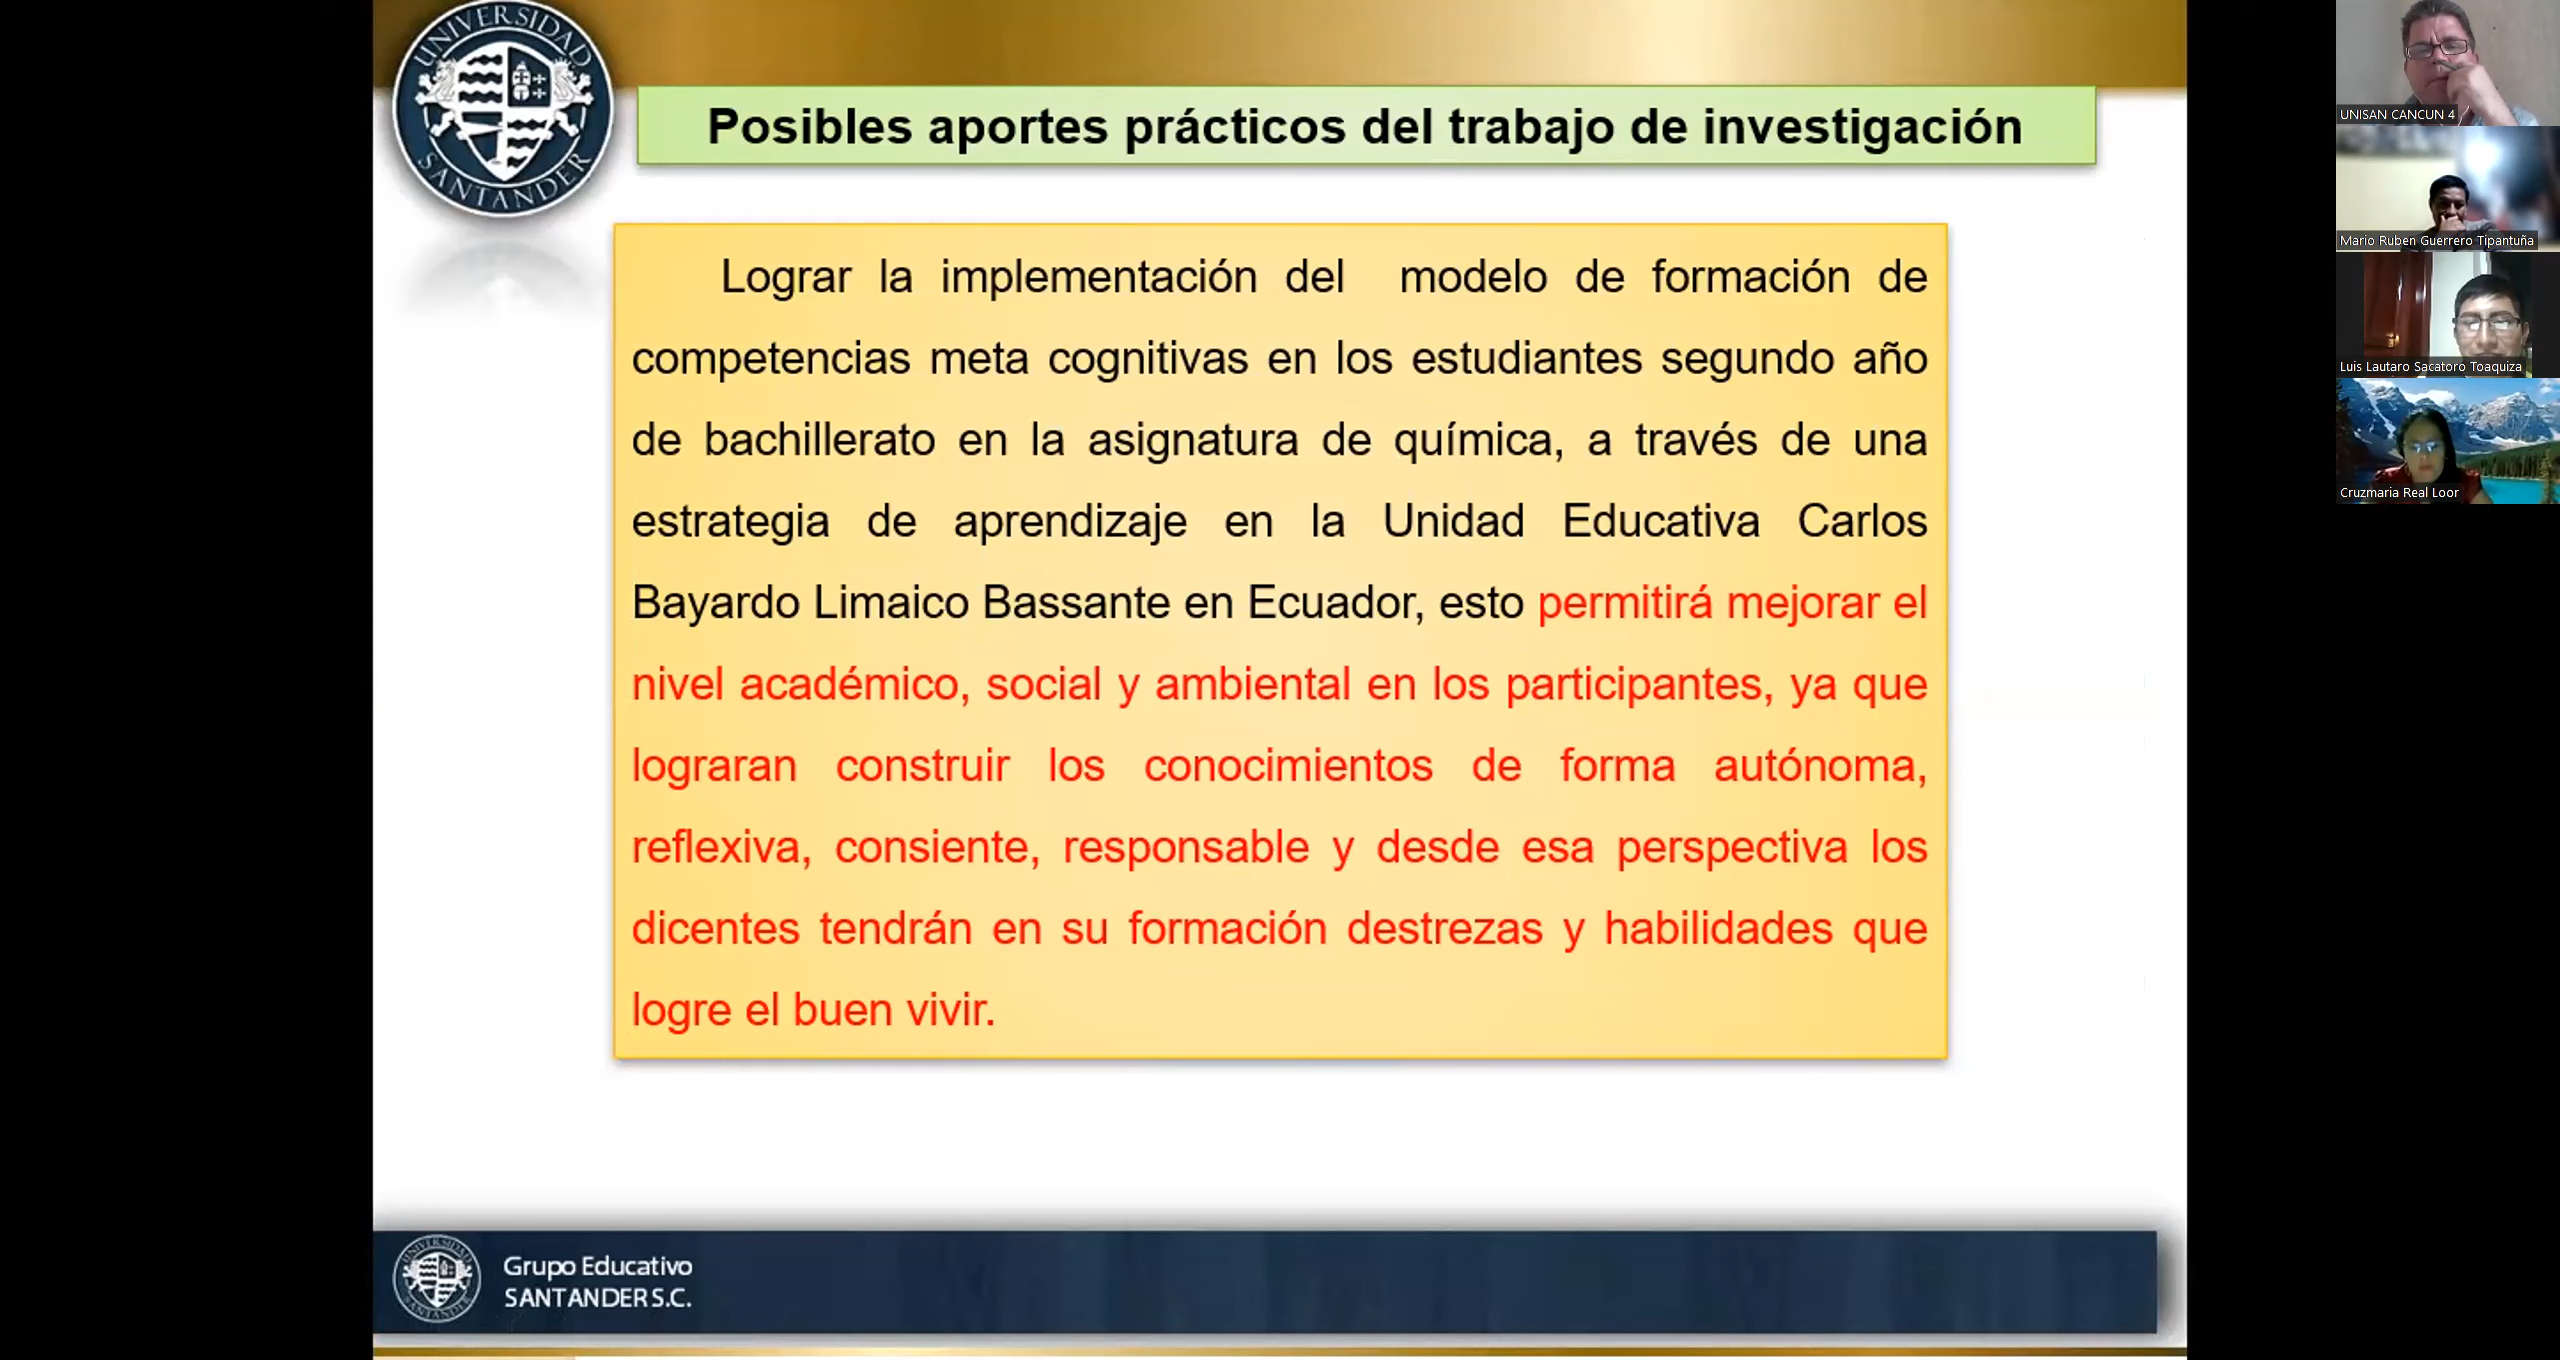 UNIVERSIDAD
SANTANDER
Posibles aportes prácticos del trabajo de investigación
Lograr la implementación del modelo de formación de
competencias meta cognitivas en los estudiantes segundo año
de bachillerato en la asignatura de química, a través de una
estrategia de aprendizaje en la Unidad Educativa Carlos
Bayardo Limaico Bassante en Ecuador, esto permitirá mejorar el
nivel académico, social y ambiental en los participantes, ya que
lograran construir los conocimientos de forma autónoma,
reflexiva, consiente, responsable y desde esa perspectiva los
dicentes tendrán en su formación destrezas y habilidades que
logre el buen vivir.
UNIVERSIDAD
SANTANDER
Grupo Educativo
SANTANDER S.C.
UNISAN CANCUN 4
Mario Ruben Guerrero Tipantuña
Luis Lautaro Sacatoro Toaquiza
Cruzmaria Real Loor